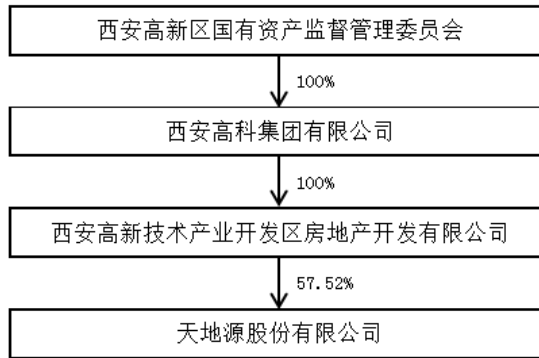 西安高新区国有资产监督管理委员会
100%
西安高科集团有限公司
100%
西安高新技术产业开发区房地产开发有限公司
57.52%
天地源股份有限公司